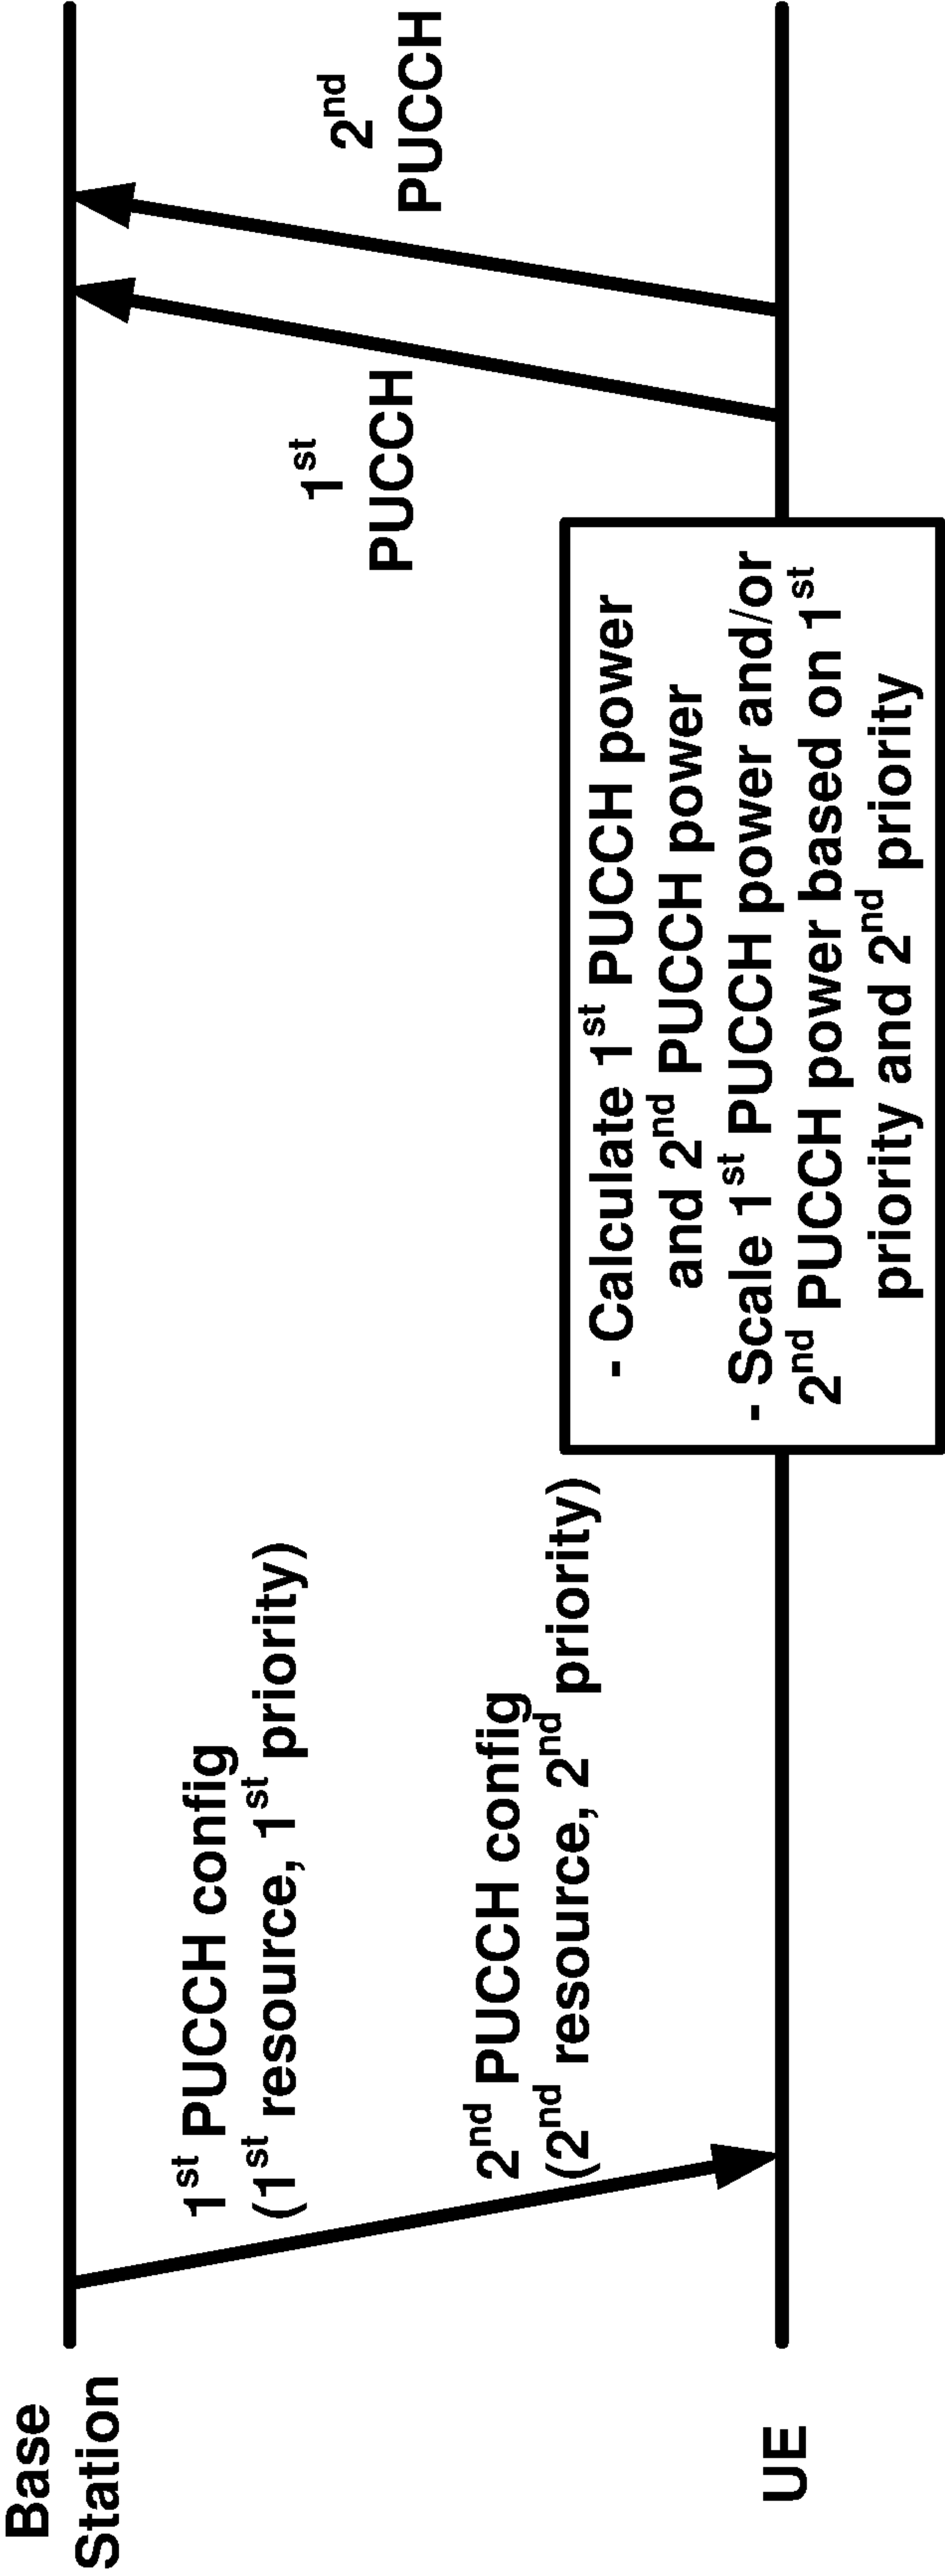 Base
Station
1st PUCCH config
(1st resource, 1st priority)
2nd PUCCH config
(2nd resource, 2nd priority)
UE
- Calculate 1st PUCCH power
and 2nd PUCCH power
- Scale 1st PUCCH power and/or
2nd PUCCH power based on 1st
priority and 2nd priority
1st
PUCCH
2nd
PUCCH